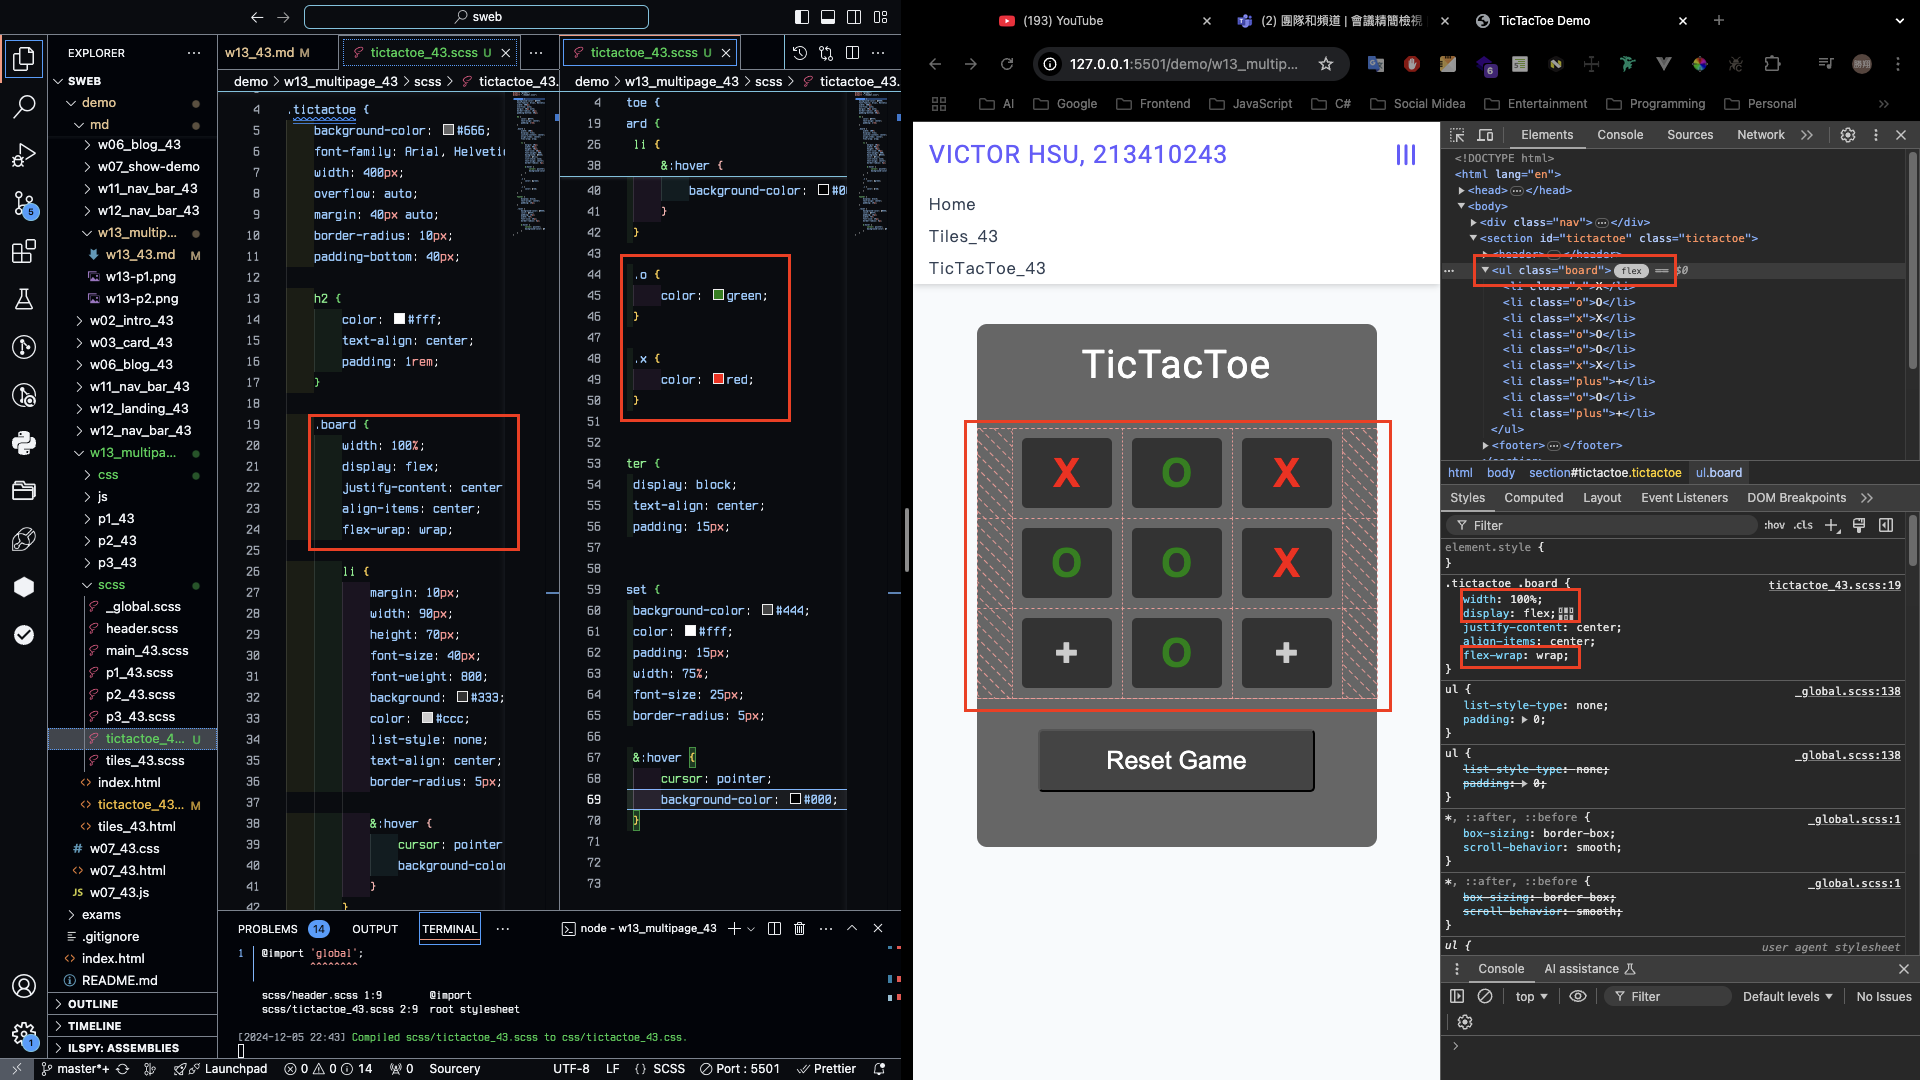 sweb
EXPLORER
SWEB
demo
md
w06_blog_43
w07_show-demo
w11_nav_bar_43
w12_nav_bar_43
w13_multip...
w13_43.md M
w13-p1.png
w13-p2.png
w02_intro_43
w03_card_43
w06_blog_43
w11_nav_bar_43
w12_landing_43
w12_nav_bar_43
w13_multipa...
css
js
p1_43
p2_43
p3_43
scss
_global.scss
header.scss
main_43.scss
p1_43.scss
p2_43.scss
p3_43.scss
tictactoe_4... U
tiles_43.scss
index.html
tictactoe_43... M
tiles_43.html
w07_43.css
w07_43.html
w07_43.js
exams
.gitignore
index.html
README.md
OUTLINE
TIMELINE
ILSPY: ASSEMBLIES
w13_43.md M
tictactoe_43.scss U
demo > w13_multipage_43 > scss > tictactoe_43.
4 .tictactoe {
5 background-color: #666;
6 font-family: Arial, Helveti
7 width: 400px;
8 overflow: auto;
9 margin: 40px auto;
10 border-radius: 10px;
11 padding-bottom: 40px;
12
13 h2 {
14 color: #fff;
15 text-align: center;
16 padding: 1rem;
17 }
18
19 .board {
20 width: 100%;
21 display: flex;
22 justify-content: center
23 align-items: center;
24 flex-wrap: wrap;
25
26 li {
27 margin: 10px;
28 width: 90px;
29 height: 70px;
30 font-size: 40px;
31 font-weight: 800;
32 background: #333;
33 color: #ccc;
34 list-style: none;
35 text-align: center;
36 border-radius: 5px;
37
38 &:hover {
39 cursor: pointer
40 background-colo
41 }
42 }
tictactoe_43.scss U
demo > w13_multipage_43 > scss > tictactoe_43.
4 toe {
19 ard {
26 li {
38 &:hover {
40 background-color: #0
41 }
42 }
43
44 .o {
45 color: green;
46 }
47
48 .x {
49 color: red;
50 }
51
52
53 ter {
54 display: block;
55 text-align: center;
56 padding: 15px;
57
58
59 set {
60 background-color: #444;
61 color: #fff;
62 padding: 15px;
63 width: 75%;
64 font-size: 25px;
65 border-radius: 5px;
66
67 &:hover {
68 cursor: pointer;
69 background-color: #000;
70 }
71
72
73
PROBLEMS 14 OUTPUT TERMINAL
node - w13_multipage_43
1 @import 'global';
^^^^^^^^
scss/header.scss 1:9 @import
scss/tictactoe_43.scss 2:9 root stylesheet
[2024-12-05 22:43] Compiled scss/tictactoe_43.scss to css/tictactoe_43.css.
5
1
master*+ Launchpad 0 0 14 0 Sourcery UTF-8 LF {} SCSS Port : 5501 Prettier
(193) YouTube
(2) 團隊和頻道 | 會議精簡檢視
TicTacToe Demo
127.0.0.1:5501/demo/w13_multip...
6
AI Google Frontend JavaScript C# Social Midea Entertainment Programming Personal
VICTOR HSU, 213410243
Home
Tiles_43
TicTacToe_43
TicTacToe
X O X
O O X
+ O +
Reset Game
Elements Console Sources Network
<!DOCTYPE html>
<html lang="en">
<head> </head>
<body>
<div class="nav"> </div>
<section id="tictactoe" class="tictactoe">
<header> </header>
<ul class="board"> flex == $0
<li class="x">X</li>
<li class="o">O</li>
<li class="x">X</li>
<li class="o">O</li>
<li class="o">O</li>
<li class="x">X</li>
<li class="plus">+</li>
<li class="o">O</li>
<li class="plus">+</li>
</ul>
<footer> </footer>
html body section#tictactoe.tictactoe ul.board
Styles Computed Layout Event Listeners DOM Breakpoints
Filter :hov .cls
element.style {
}
.tictactoe .board { tictactoe_43.scss:19
width: 100%;
display: flex;
justify-content: center;
align-items: center;
flex-wrap: wrap;
}
ul { _global.scss:138
list-style-type: none;
padding: 0;
}
ul { _global.scss:138
list-style-type: none;
padding: 0;
}
*, ::after, ::before { _global.scss:1
box-sizing: border-box;
scroll-behavior: smooth;
}
*, ::after, ::before { _global.scss:1
box-sizing: border-box;
scroll-behavior: smooth;
}
ul { user agent stylesheet
Console AI assistance
top Filter Default levels No Issues